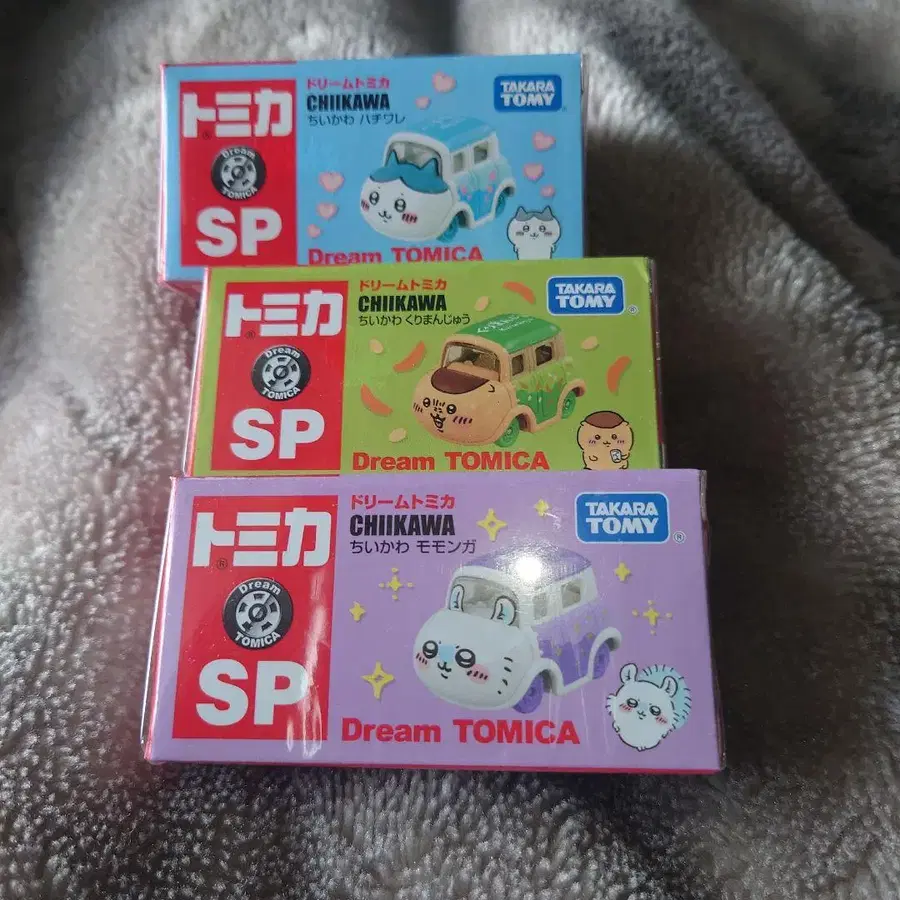 トミカ
®
Dream
TOMICA
SP
ドリームトミカ
CHIIKAWA
ちいかわ ハチワレ
TAKARA
TOMY
®
Dream TOMICA
トミカ
®
Dream
TOMICA
SP
ドリームトミカ
CHIIKAWA
ちいかわ くりまんじゅう
TAKARA
TOMY
®
Dream TOMICA
トミカ
®
Dream
TOMICA
SP
ドリームトミカ
CHIIKAWA
ちいかわ モモンガ
TAKARA
TOMY
®
Dream TOMICA